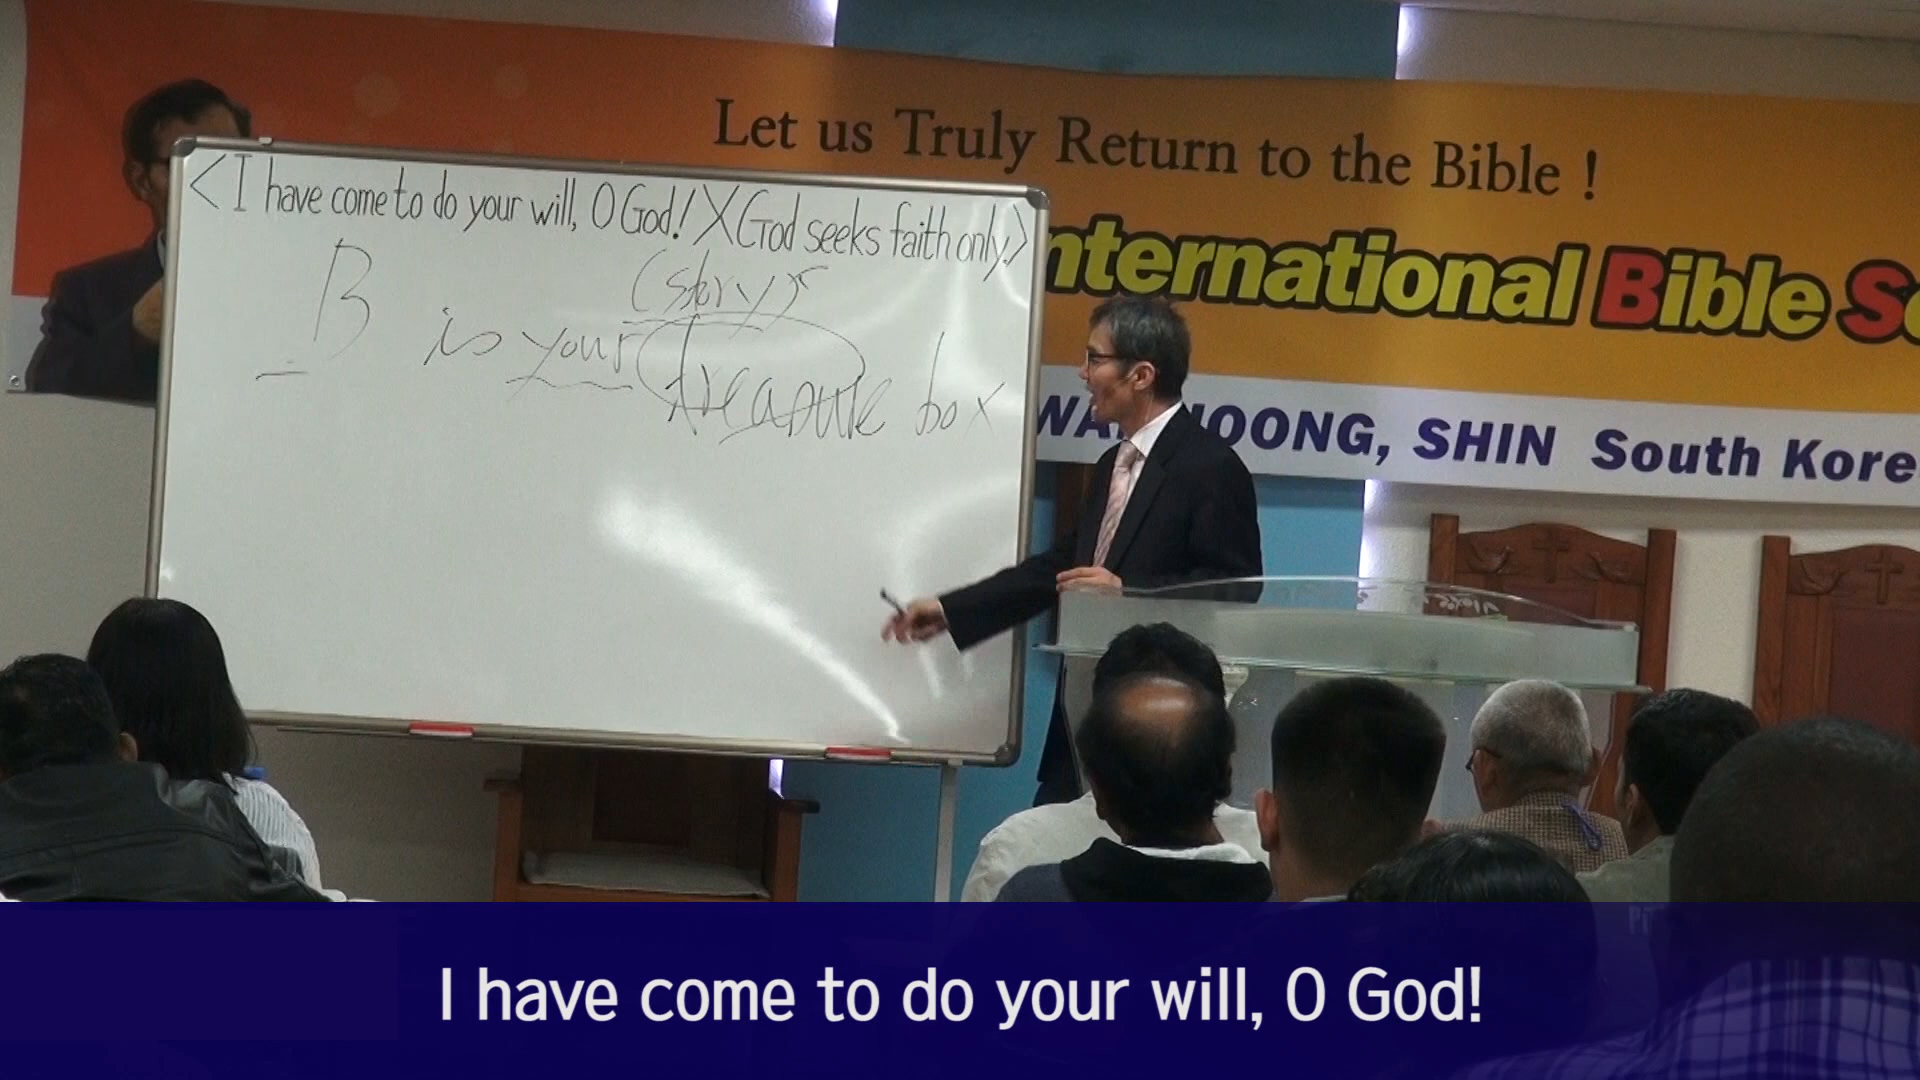 Let us Truly Return to the Bible !
nternational Bible S
OONG, SHIN South Kore
<I have come to do your will, O God! X God seeks faith only.>
(story)
B is your treasure box
I have come to do your will, O God!